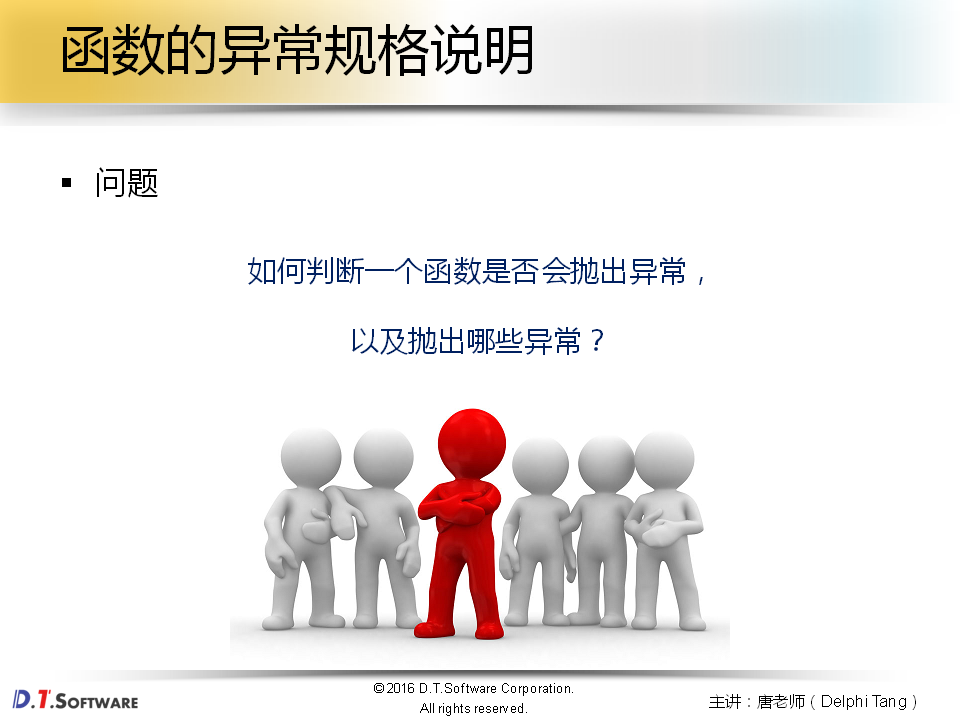 函数的异常规格说明
▪ 问题
如何判断一个函数是否会抛出异常，
以及抛出哪些异常？
D.T.SOFTWARE
©2016 D.T.Software Corporation.
All rights reserved.
主讲：唐老师（Delphi Tang）